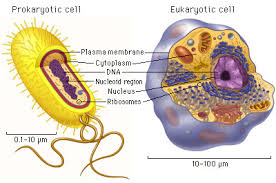 Prokaryotic cell
Eukaryotic cell
Plasma membrane
Cytoplasm
DNA
Nucleoid region
Nucleus
Ribosomes
0.1–10 μm
10–100 μm